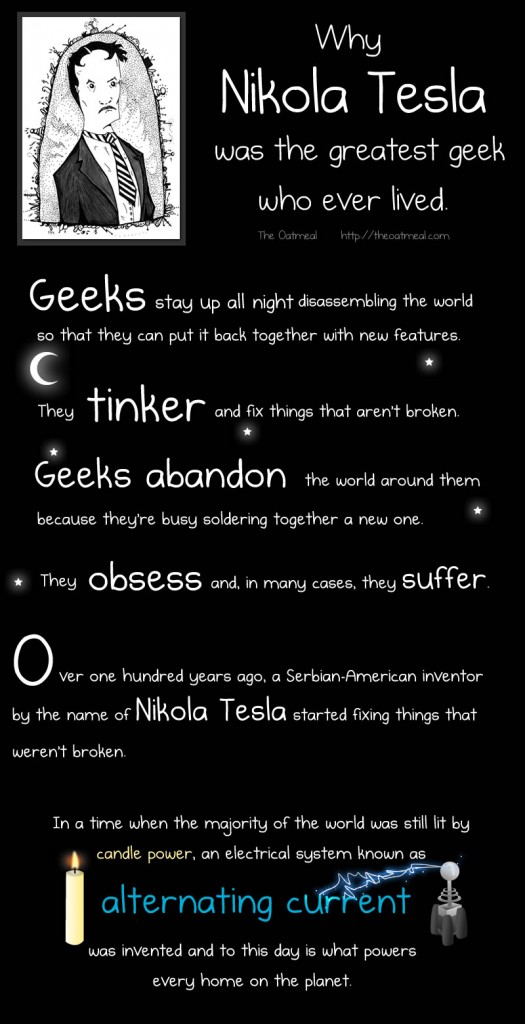 Why
Nikola Tesla
was the greatest geek
who ever lived.
The Oatmeal http://theoatmeal.com
Geeks stay up all night disassembling the world
so that they can put it back together with new features.
They tinker and fix things that aren't broken.
Geeks abandon the world around them
because they're busy soldering together a new one.
They obsess and, in many cases, they suffer.
Over one hundred years ago, a Serbian-American inventor
by the name of Nikola Tesla started fixing things that
weren't broken.
In a time when the majority of the world was still lit by
candle power, an electrical system known as
alternating current
was invented and to this day is what powers
every home on the planet.